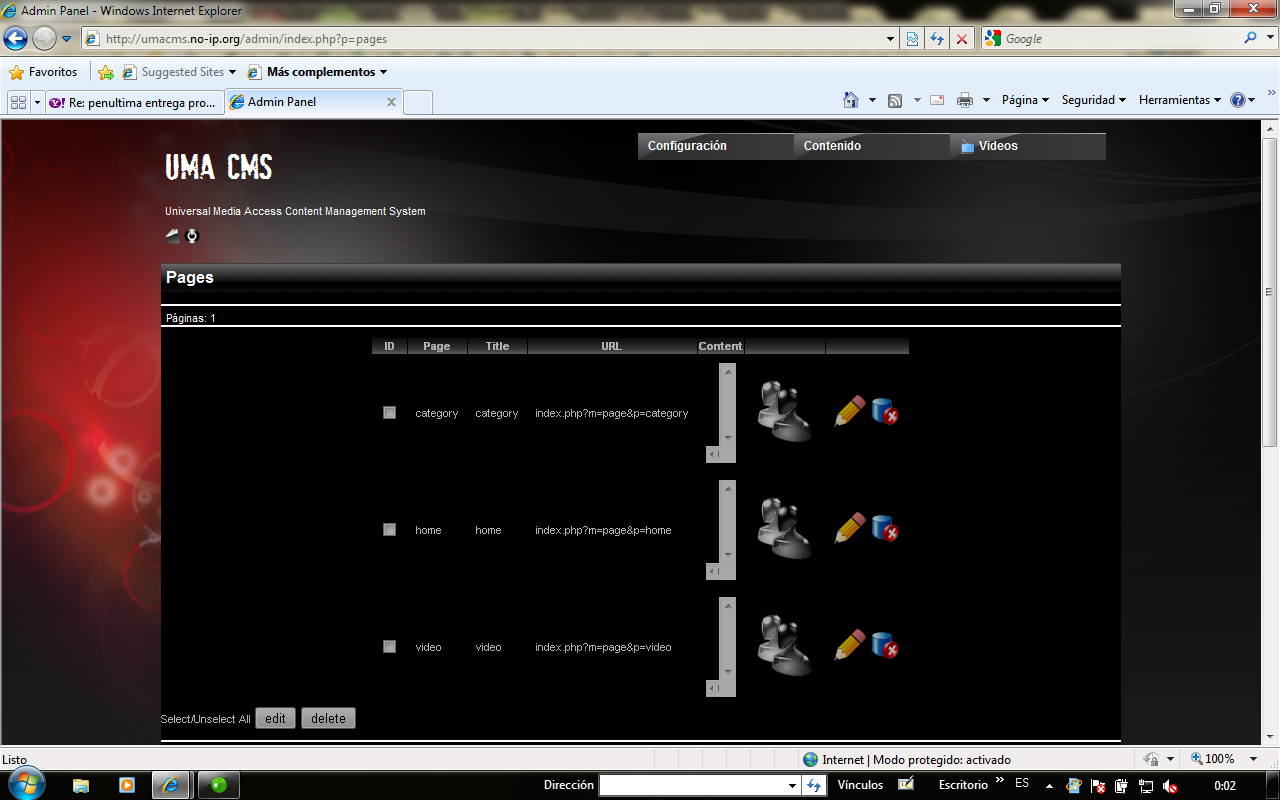 Admin Panel - Windows Internet Explorer
http://umacms.no-ip.org/admin/index.php?p=pages
Google
Favoritos
Suggested Sites
Más complementos
Re: penultima entrega pro...
Admin Panel
Página
Seguridad
Herramientas
Configuración
Contenido
Videos
UMA CMS
Universal Media Access Content Management System
Pages
Páginas: 1
ID Page Title URL Content
category category index.php?m=page&p=category
home home index.php?m=page&p=home
video video index.php?m=page&p=video
Select/Unselect All edit delete
Listo
Internet | Modo protegido: activado
100%
Dirección
Vínculos
Escritorio
ES
0:02